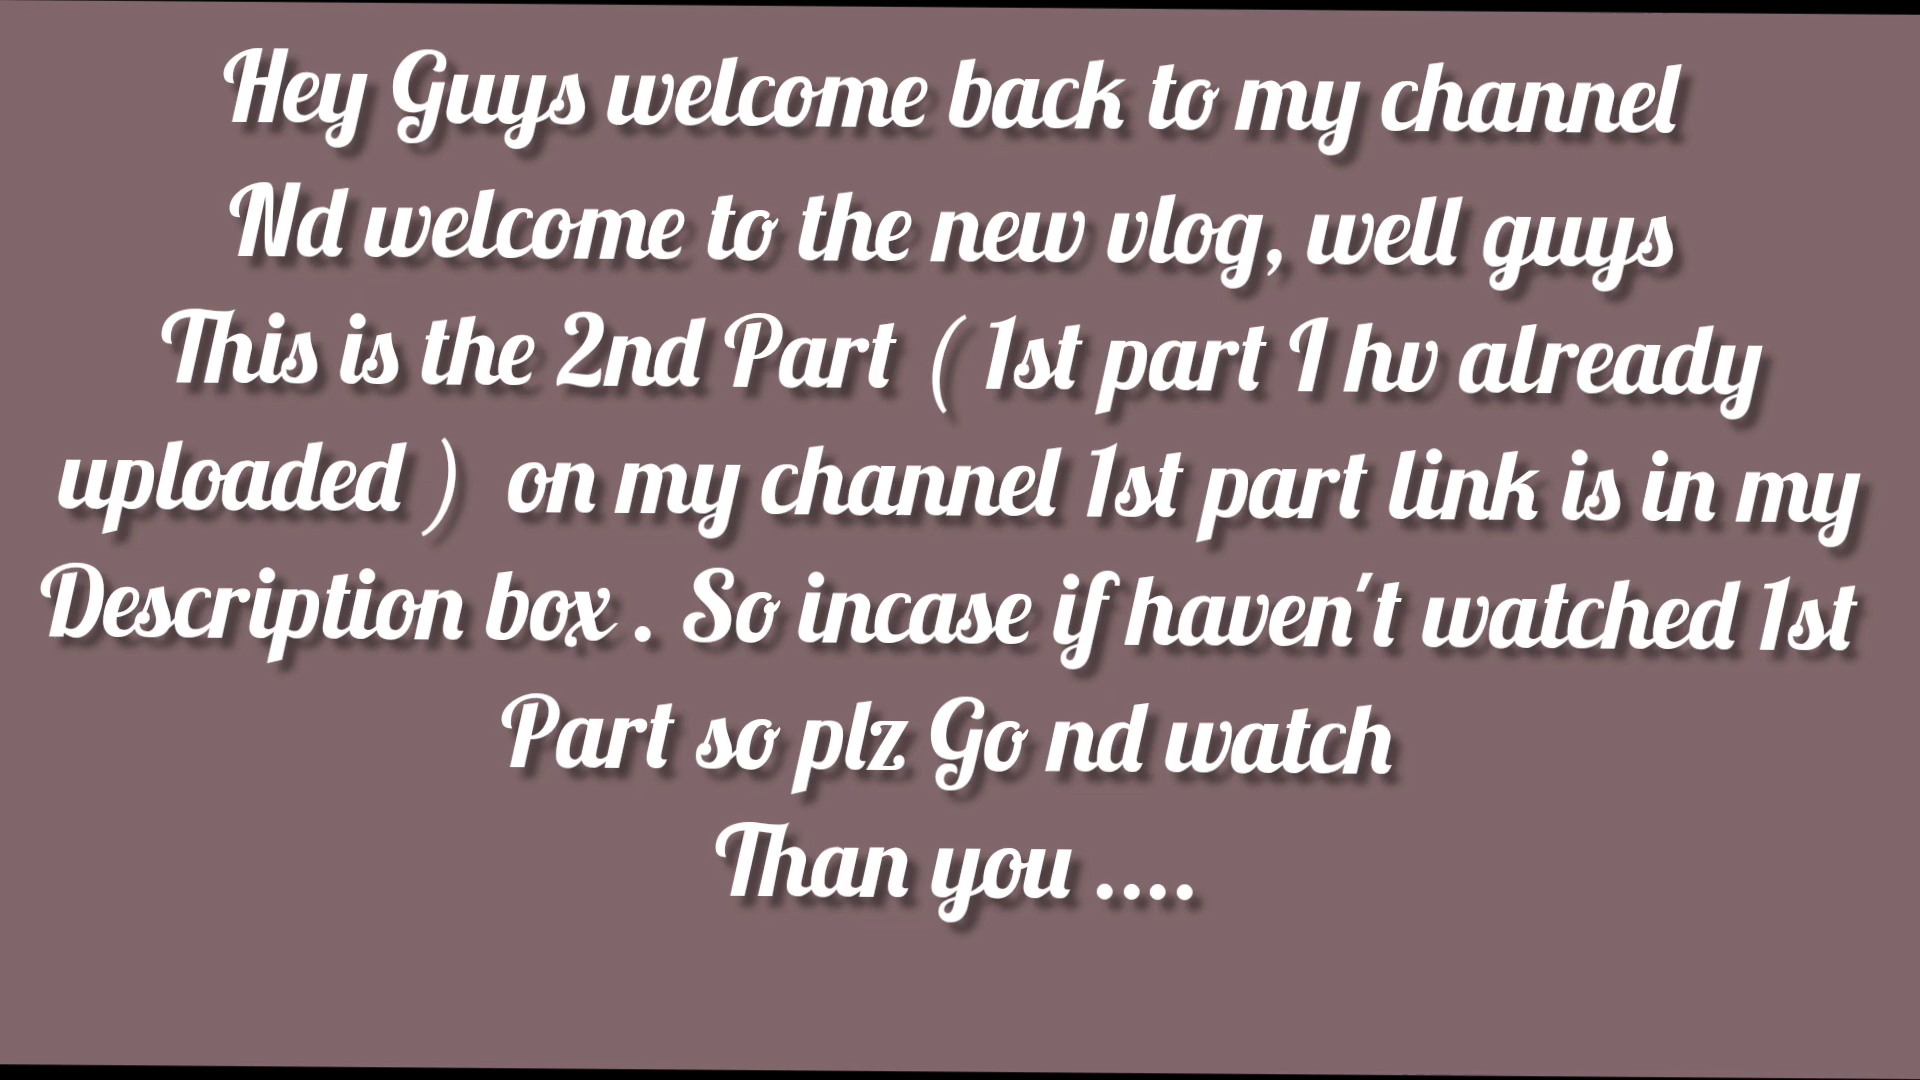 Hey Guys welcome back to my channel
Nd welcome to the new vlog, well guys
This is the 2nd Part ( 1st part I hv already
uploaded ) on my channel 1st part link is in my
Description box . So incase if haven't watched 1st
Part so plz Go nd watch
Than you ....